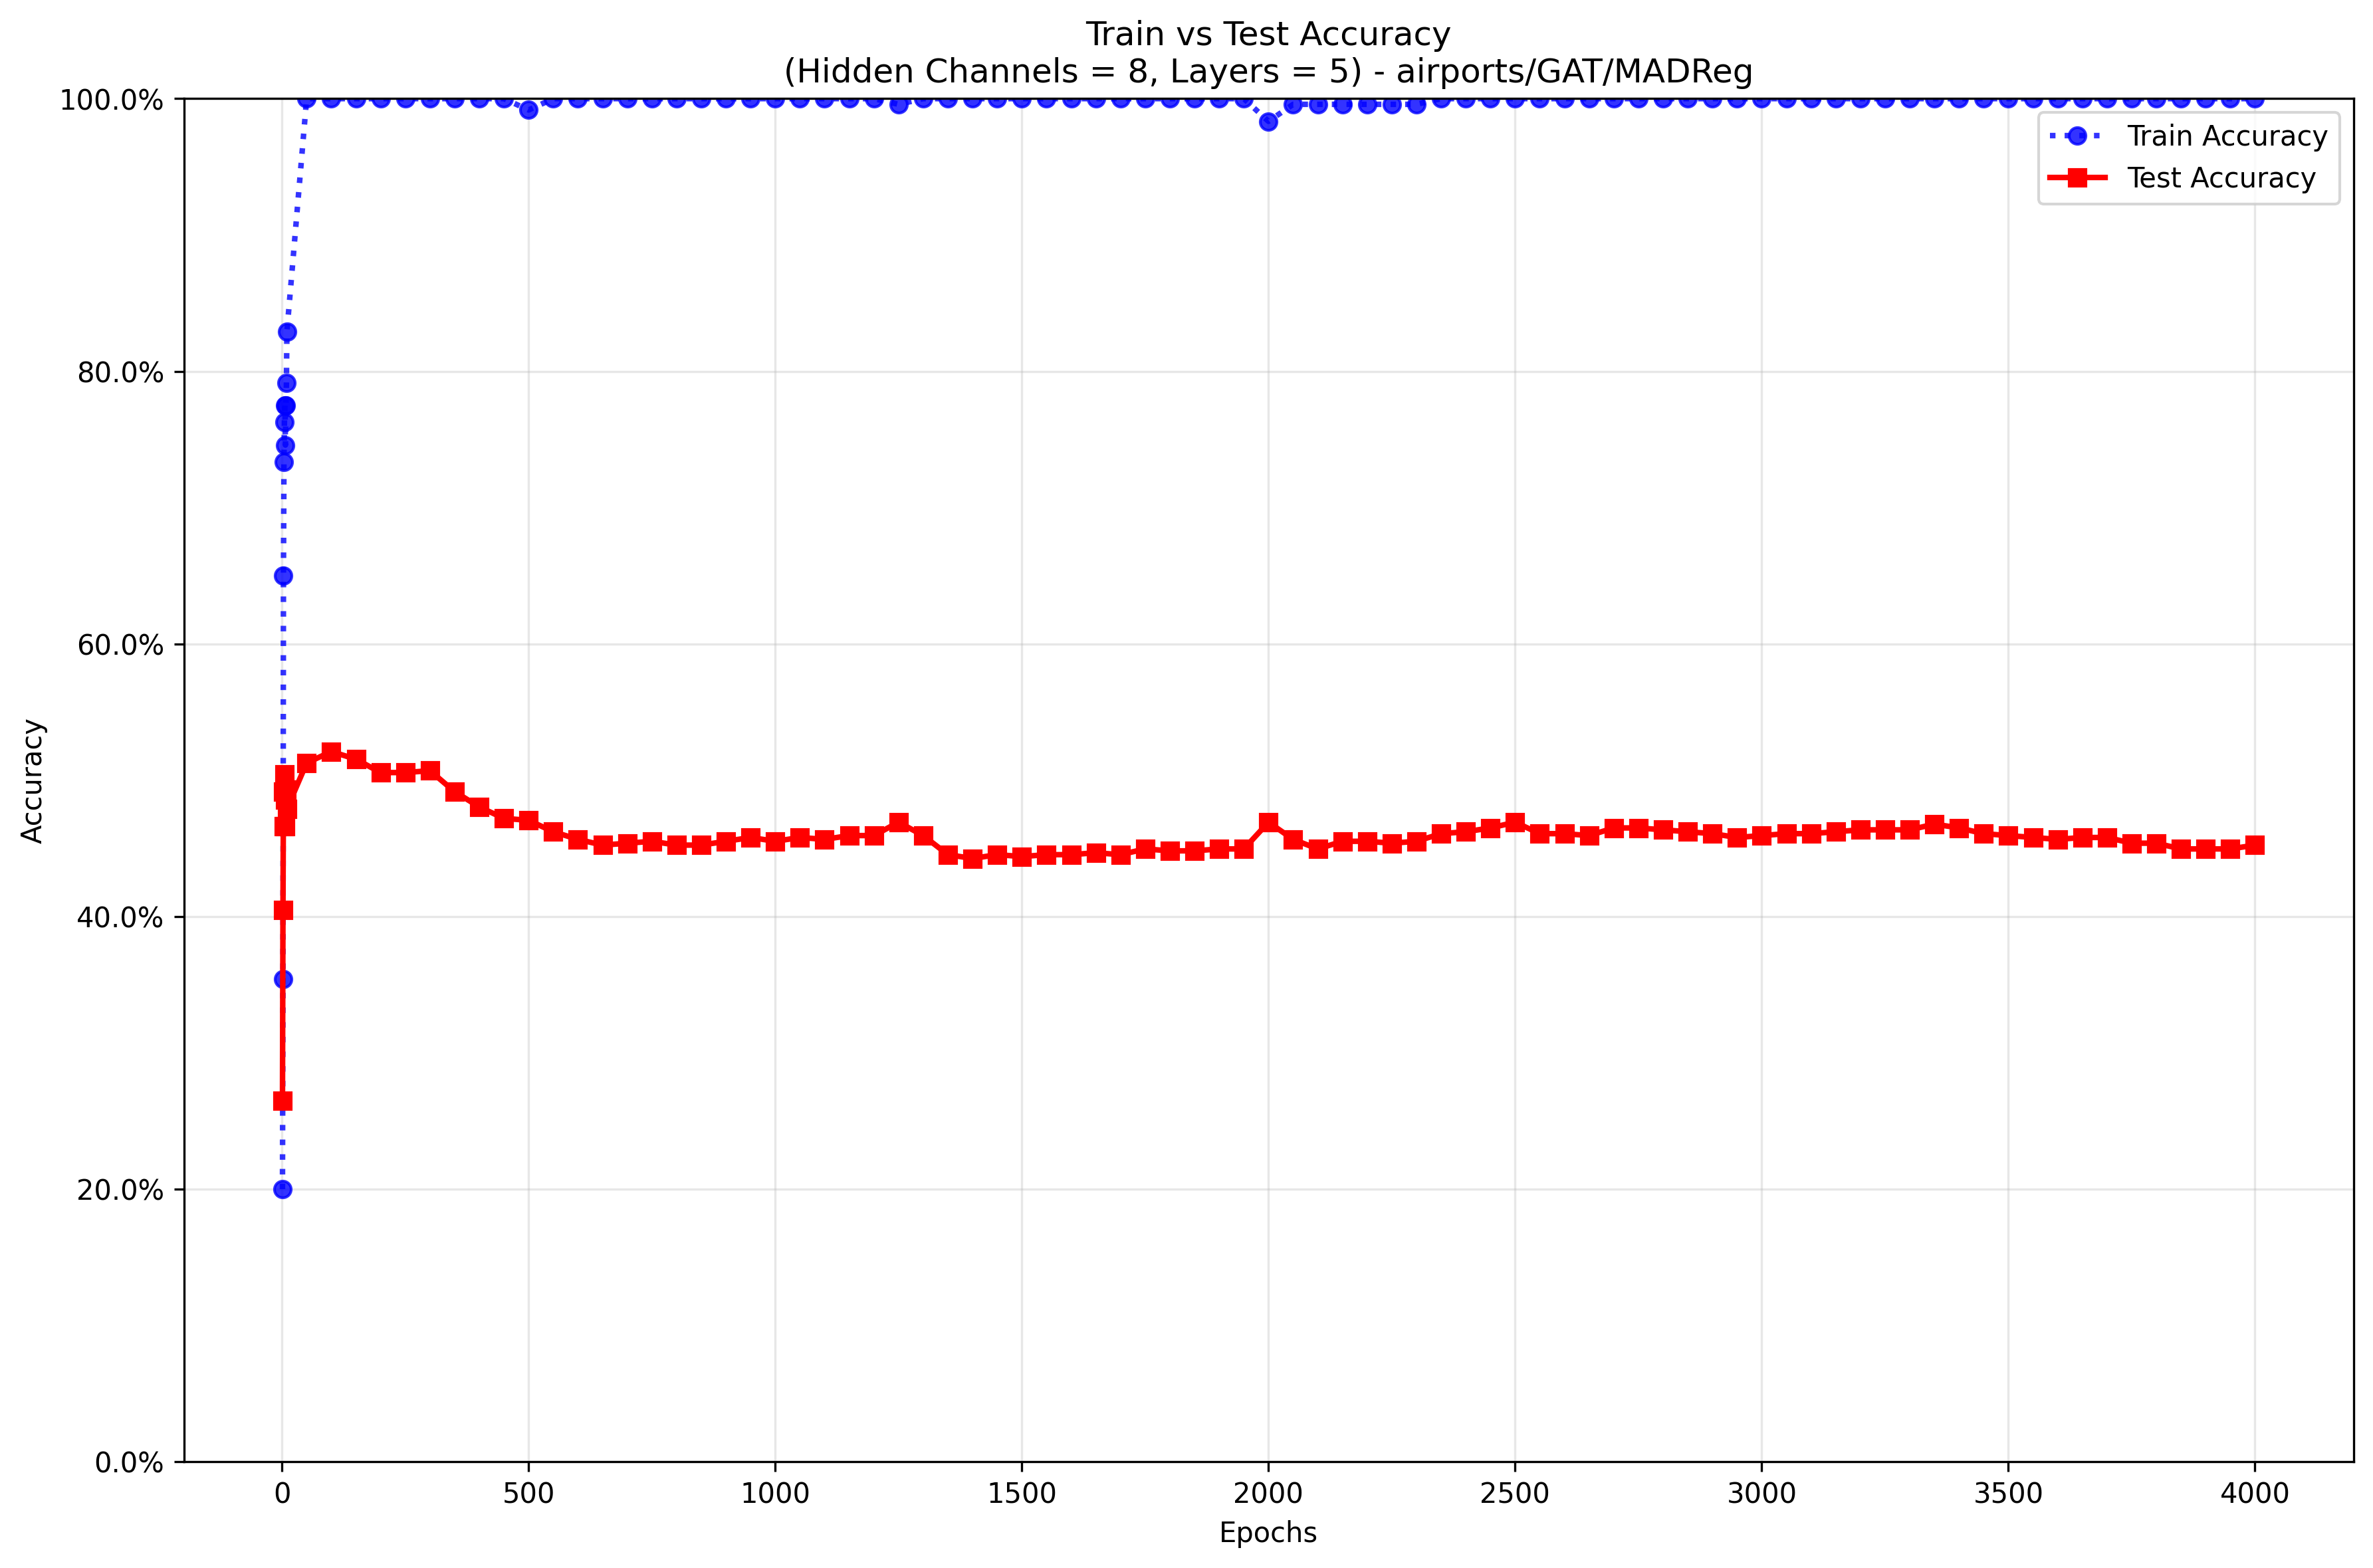 Train vs Test Accuracy
(Hidden Channels = 8, Layers = 5) - airports/GAT/MADReg
100.0%
80.0%
60.0%
40.0%
20.0%
0.0%
Accuracy
Train Accuracy
Test Accuracy
0 500 1000 1500 2000 2500 3000 3500 4000
Epochs